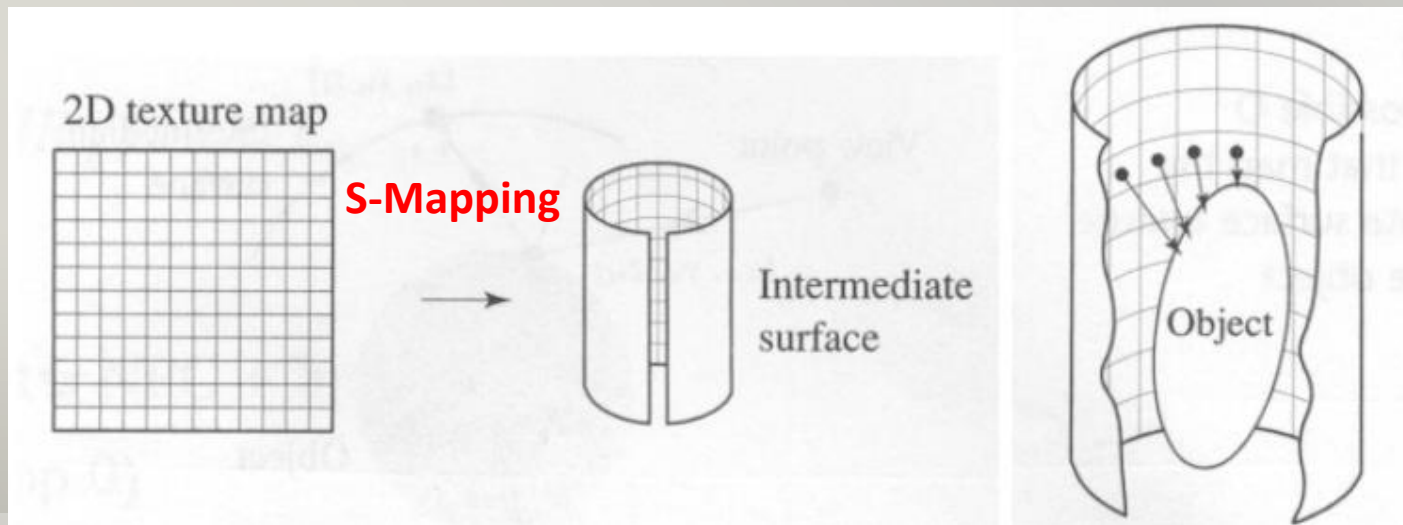 2D texture map
S-Mapping
Intermediate
surface
Object